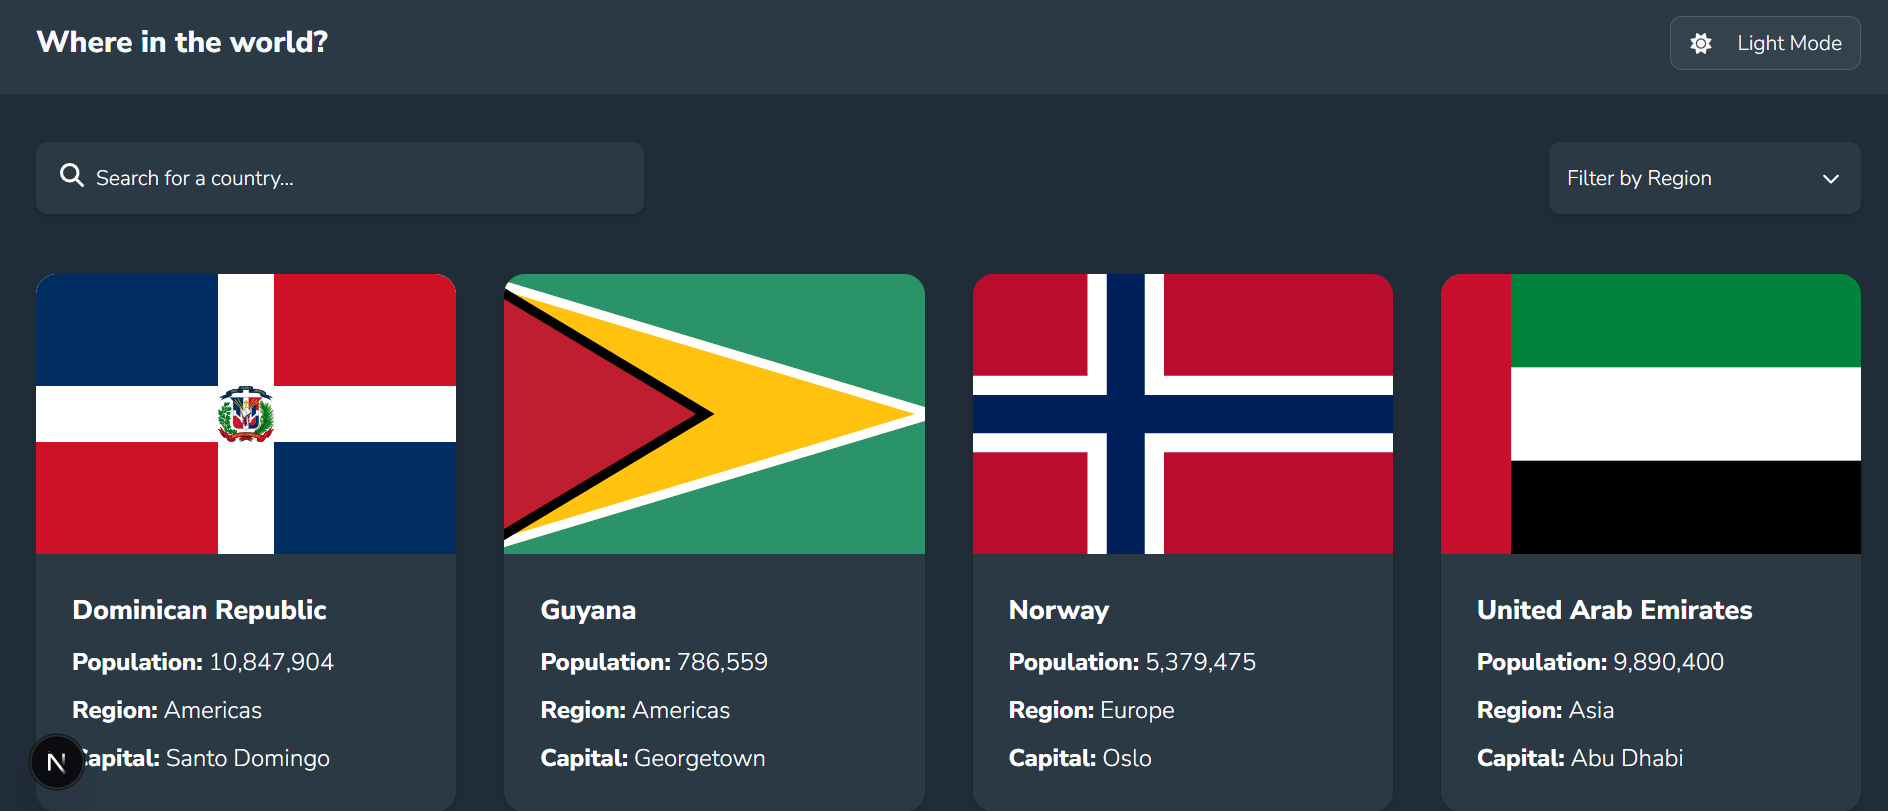 Where in the world?
Light Mode
Search for a country...
Filter by Region
Dominican Republic
Population: 10,847,904
Region: Americas
Capital: Santo Domingo
Guyana
Population: 786,559
Region: Americas
Capital: Georgetown
Norway
Population: 5,379,475
Region: Europe
Capital: Oslo
United Arab Emirates
Population: 9,890,400
Region: Asia
Capital: Abu Dhabi
N